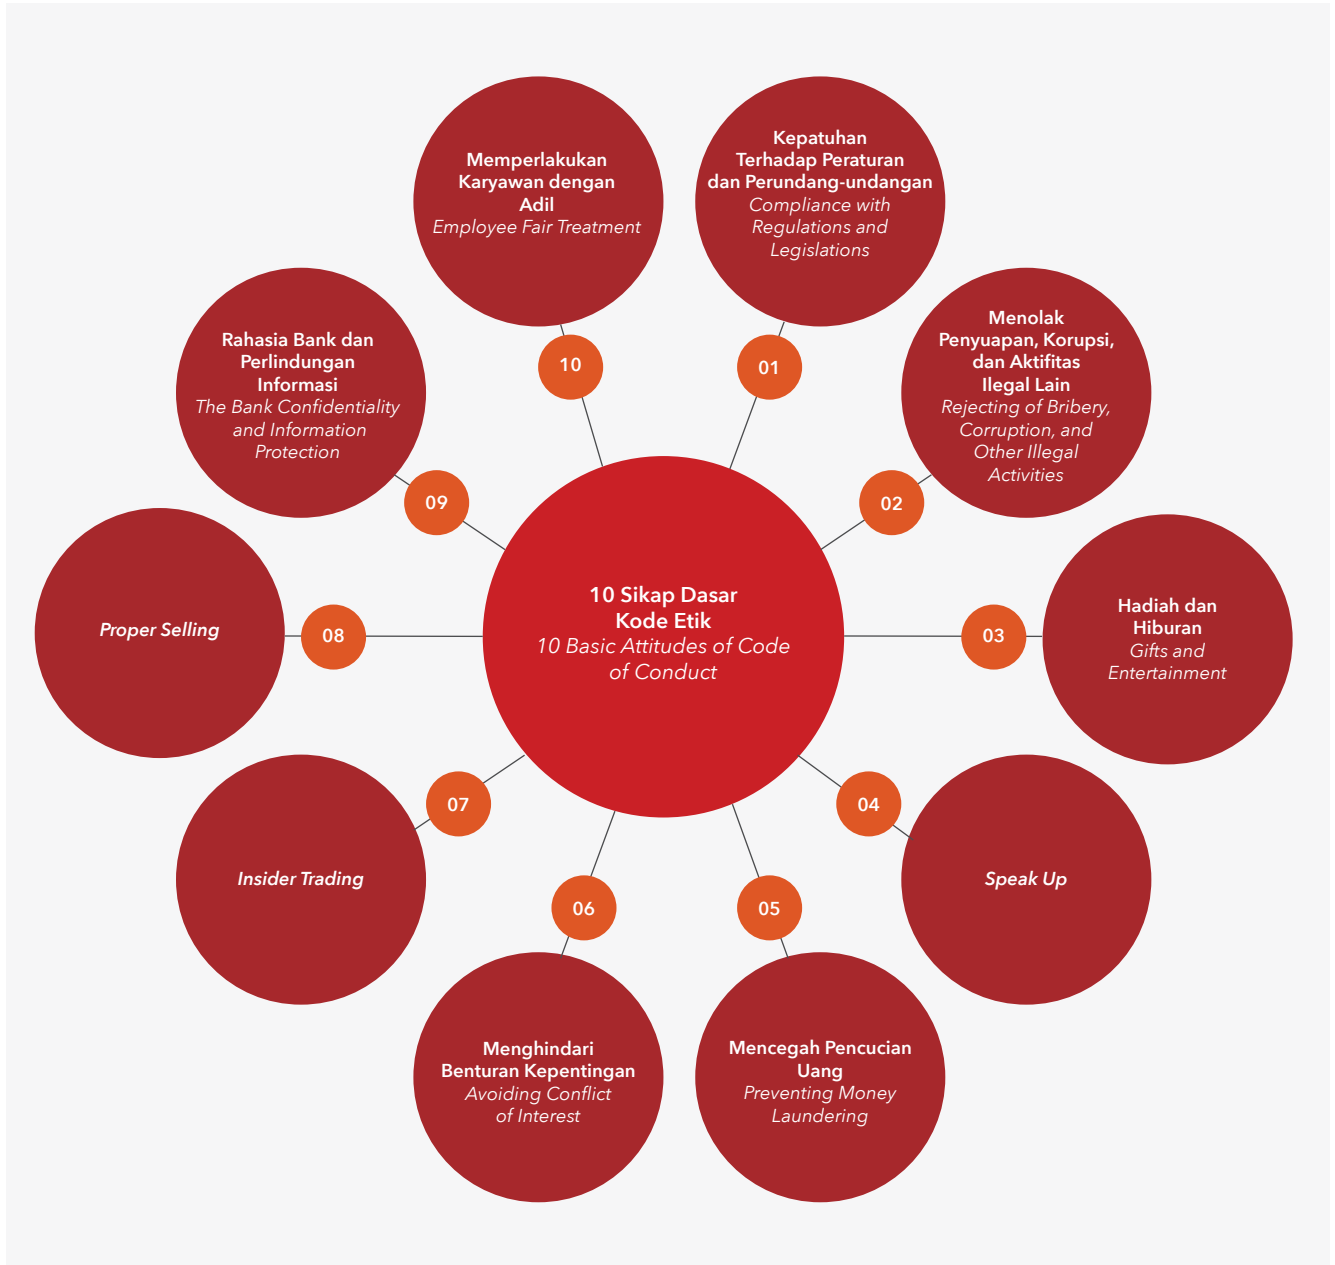 10 Sikap Dasar
Kode Etik
10 Basic Attitudes of Code
of Conduct
01
Kepatuhan
Terhadap Peraturan
dan Perundang-undangan
Compliance with
Regulations and
Legislations
02
Menolak
Penyuapan, Korupsi,
dan Aktifitas
Ilegal Lain
Rejecting of Bribery,
Corruption, and
Other Illegal
Activities
03
Hadiah dan
Hiburan
Gifts and
Entertainment
04
Speak Up
05
Mencegah Pencucian
Uang
Preventing Money
Laundering
06
Menghindari
Benturan Kepentingan
Avoiding Conflict
of Interest
07
Insider Trading
08
Proper Selling
09
Rahasia Bank dan
Perlindungan
Informasi
The Bank Confidentiality
and Information
Protection
10
Memperlakukan
Karyawan dengan
Adil
Employee Fair Treatment